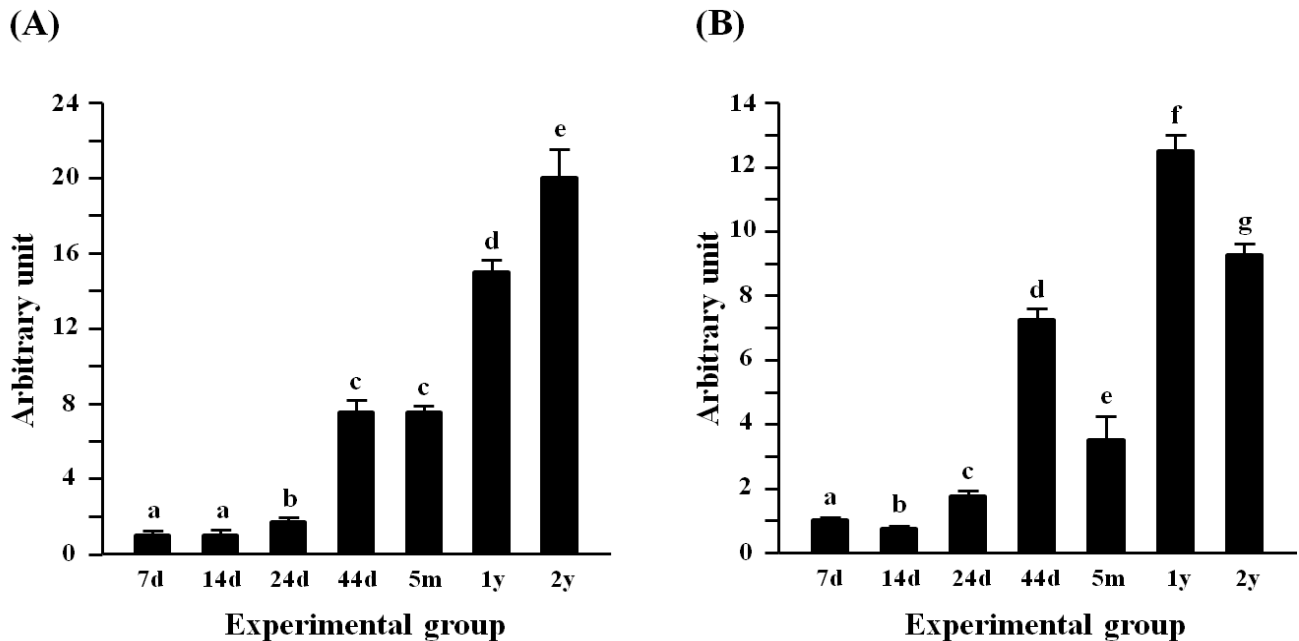 (A)
Arbitrary unit
24
20
16
12
8
4
0
a
a
b
c
c
d
e
7d 14d 24d 44d 5m 1y 2y
Experimental group
(B)
Arbitrary unit
14
12
10
8
6
4
2
0
a
b
c
d
e
f
g
7d 14d 24d 44d 5m 1y 2y
Experimental group